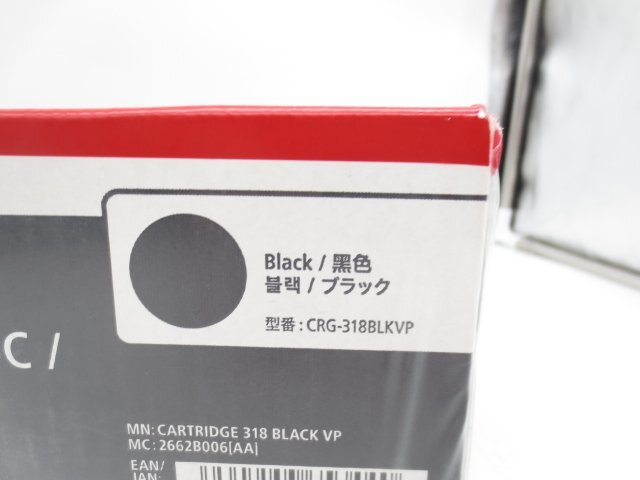 Black / 黑色
블랙 / ブラック
型番 : CRG-318BLKVP
C /
MN: CARTRIDGE 318 BLACK VP
MC: 2662B006[AA]
EAN/
JAN: